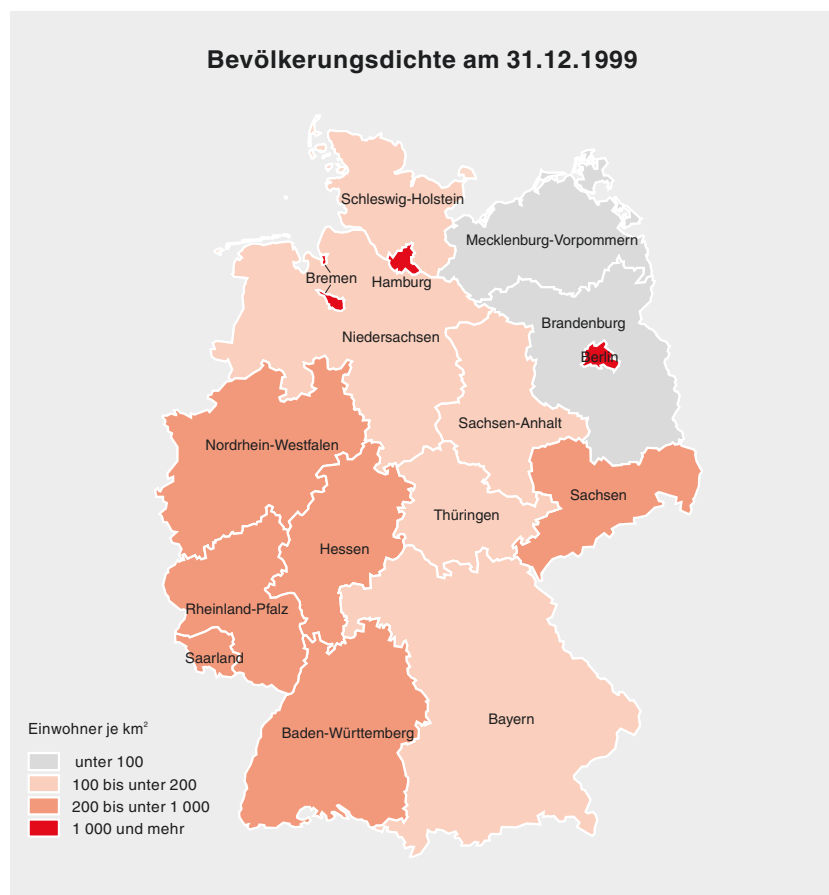 Bevölkerungsdichte am 31.12.1999
Schleswig-Holstein
Mecklenburg-Vorpommern
Bremen
Hamburg
Brandenburg
Niedersachsen
Berlin
Sachsen-Anhalt
Nordrhein-Westfalen
Sachsen
Thüringen
Hessen
Rheinland-Pfalz
Saarland
Bayern
Baden-Württemberg
Einwohner je km²
unter 100
100 bis unter 200
200 bis unter 1 000
1 000 und mehr